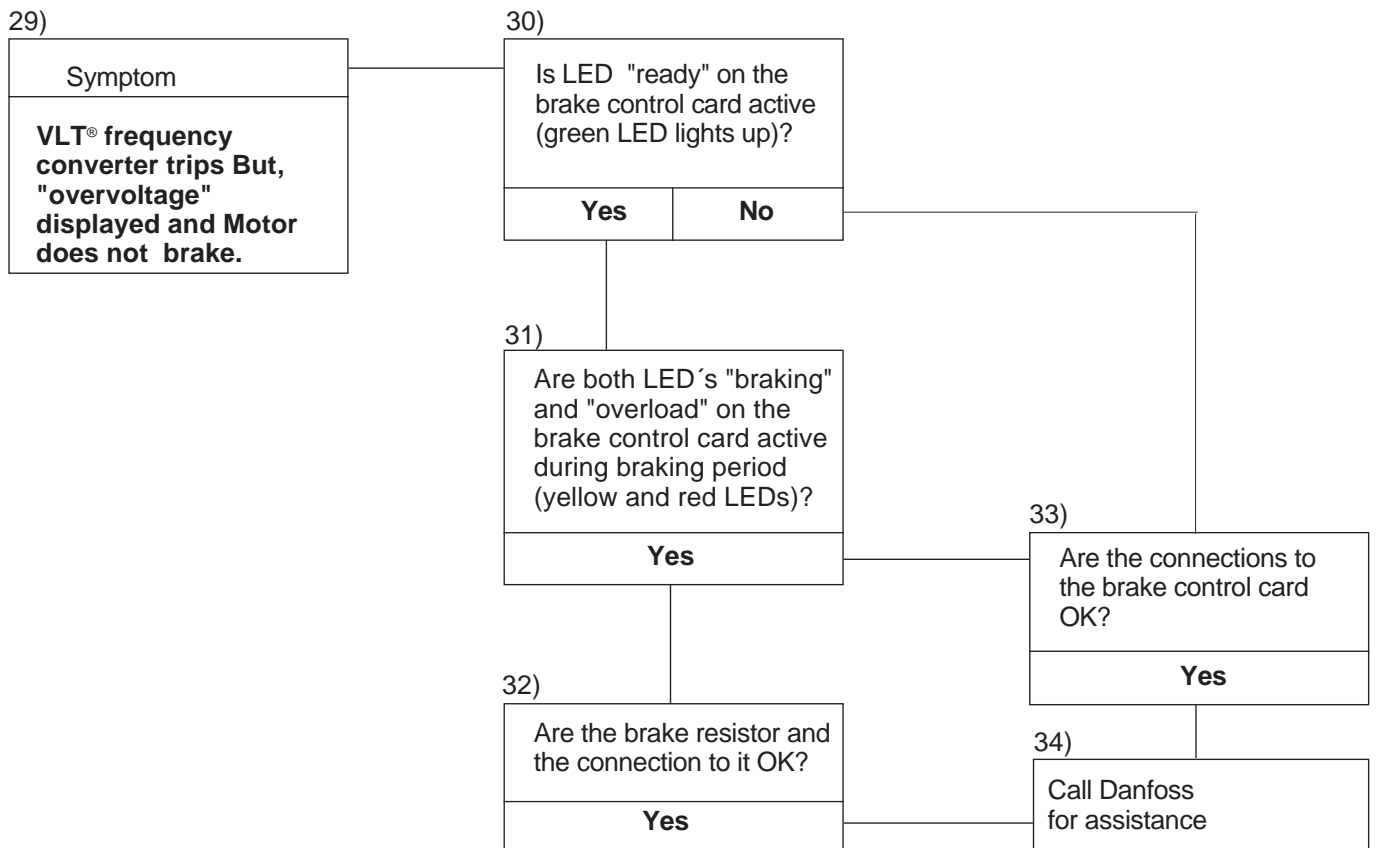 29)
Symptom
VLT® frequency
converter trips But,
"overvoltage"
displayed and Motor
does not brake.
30)
Is LED "ready" on the
brake control card active
(green LED lights up)?
Yes
No
31)
Are both LED´s "braking"
and "overload" on the
brake control card active
during braking period
(yellow and red LEDs)?
Yes
32)
Are the brake resistor and
the connection to it OK?
Yes
33)
Are the connections to
the brake control card
OK?
Yes
34)
Call Danfoss
for assistance